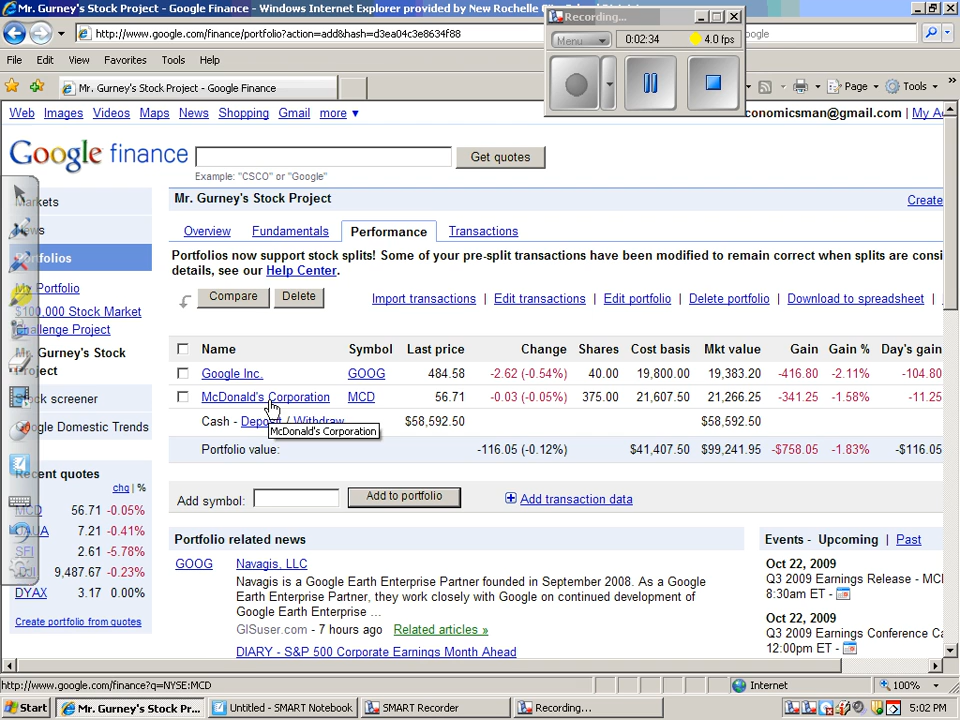 Mr. Gurney's Stock Project - Google Finance - Windows Internet Explorer provided by New Rochelle
Recording...
http://www.google.com/finance/portfolio?action=add&hash=d3ea04c3e8634f88
Menu
0:02:34
4.0 fps
File Edit View Favorites Tools Help
Mr. Gurney's Stock Project - Google Finance
Page
Tools
Web Images Videos Maps News Shopping Gmail more ▼
conomicsman@gmail.com | My A
Google finance
Get quotes
Example: "CSCO" or "Google"
Markets
News
Portfolios
My Portfolio
$100,000 Stock Market
Challenge Project
Mr. Gurney's Stock
Project
Stock screener
Google Domestic Trends
Recent quotes
chg | %
MCD 56.71 -0.05%
UAUA 7.21 -0.41%
SFI 2.61 -5.78%
.DJI 9,487.67 -0.23%
DYAX 3.17 0.00%
Create portfolio from quotes
Mr. Gurney's Stock Project
Create
Overview Fundamentals Performance Transactions
Portfolios now support stock splits! Some of your pre-split transactions have been modified to remain correct when splits are consi
details, see our Help Center.
Compare Delete Import transactions | Edit transactions | Edit portfolio | Delete portfolio | Download to spreadsheet |
Name Symbol Last price Change Shares Cost basis Mkt value Gain Gain % Day's gain
Google Inc. GOOG 484.58 -2.62 (-0.54%) 40.00 19,800.00 19,383.20 -416.80 -2.11% -104.80
McDonald's Corporation MCD 56.71 -0.03 (-0.05%) 375.00 21,607.50 21,266.25 -341.25 -1.58% -11.25
Cash - Deposit / Withdraw $58,592.50 $58,592.50
McDonald's Corporation
Portfolio value: -116.05 (-0.12%) $41,407.50 $99,241.95 -$758.05 -1.83% -$116.05
Add symbol: Add to portfolio Add transaction data
Portfolio related news
GOOG Navagis, LLC
Navagis is a Google Earth Enterprise Partner founded in September 2008. As a Google
Earth Enterprise Partner, they work closely with Google on continued development of
Google Earth Enterprise ...
GISuser.com - 7 hours ago Related articles »
DIARY - S&P 500 Corporate Earnings Month Ahead
Events - Upcoming | Past
Oct 22, 2009
Q3 2009 Earnings Release - MC
8:30am ET -
Oct 22, 2009
Q3 2009 Earnings Conference Ca
12:00pm ET -
http://www.google.com/finance?q=NYSE:MCD
Internet
100%
Start
Mr. Gurney's Stock Pr...
Untitled - SMART Notebook
SMART Recorder
Recording...
5:02 PM